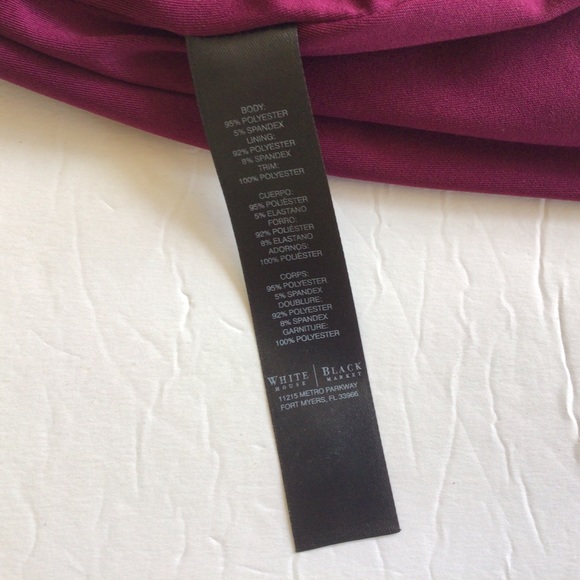 BODY:
95% POLYESTER
5% SPANDEX
LINING:
92% POLYESTER
8% SPANDEX
TRIM:
100% POLYESTER
CUERPO:
95% POLIÉSTER
5% ELASTANO
FORRO:
92% POLIÉSTER
8% ELASTANO
ADORNOS:
100% POLIÉSTER
CORPS:
95% POLYESTER
5% SPANDEX
DOUBLURE:
92% POLYESTER
8% SPANDEX
GARNITURE:
100% POLYESTER
WHITE | BLACK
HOUSE MARKET
11215 METRO PARKWAY
FORT MYERS, FL 33966